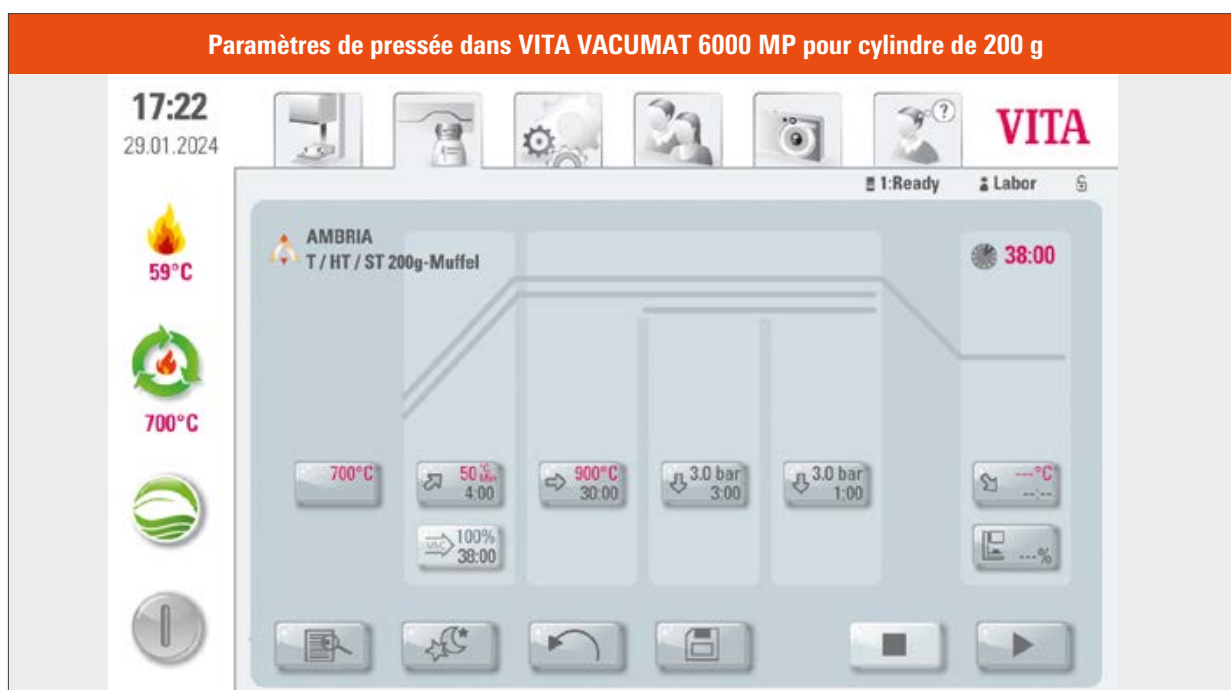 Paramètres de pressée dans VITA VACUMAT 6000 MP pour cylindre de 200 g
17:22
29.01.2024
?
VITA
1:Ready
Labor
59°C
700°C
AMBRIA
T / HT / ST 200g-Muffel
38:00
700°C
50 °C/Min
4:00
900°C
30:00
3.0 bar
3:00
3.0 bar
1:00
---°C
--:--
VAC
100%
38:00
---%